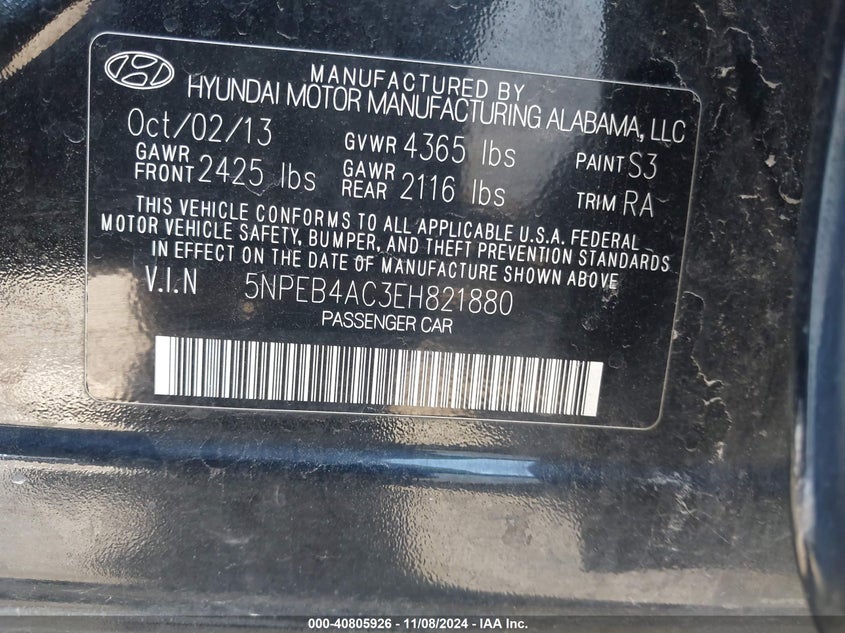 MANUFACTURED BY
HYUNDAI MOTOR MANUFACTURING ALABAMA, LLC
Oct/02/13 GVWR 4365 lbs PAINT S3
GAWR FRONT 2425 lbs GAWR REAR 2116 lbs TRIM RA
THIS VEHICLE CONFORMS TO ALL APPLICABLE U.S.A. FEDERAL
MOTOR VEHICLE SAFETY, BUMPER, AND THEFT PREVENTION STANDARDS
IN EFFECT ON THE DATE OF MANUFACTURE SHOWN ABOVE
V.I.N 5NPEB4AC3EH821880
PASSENGER CAR
000-40805926 - 11/08/2024 - IAA Inc.